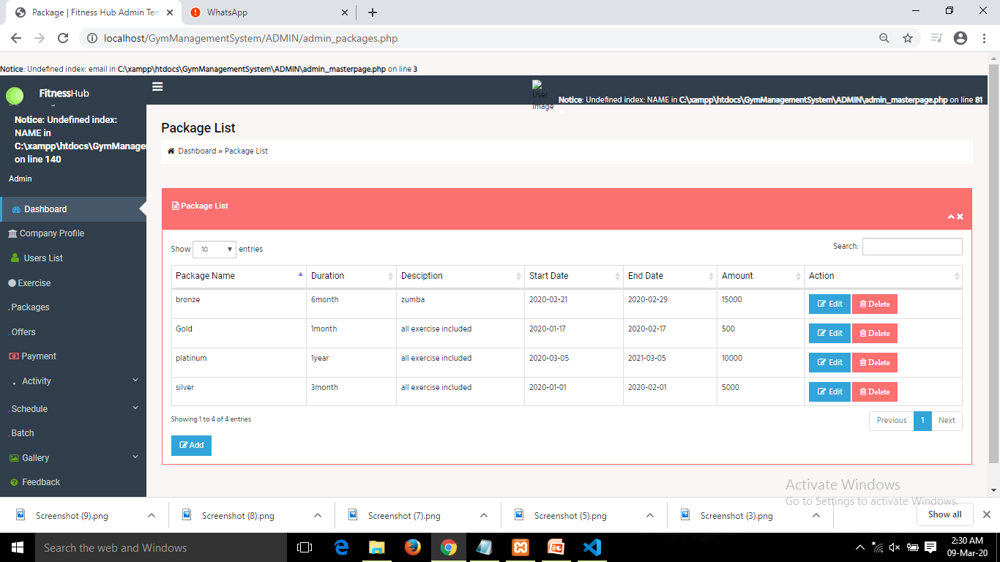 Package | Fitness Hub Admin Tem
WhatsApp
localhost/GymManagementSystem/ADMIN/admin_packages.php
Notice: Undefined index: email in C:\xampp\htdocs\GymManagementSystem\ADMIN\admin_masterpage.php on line 3
FitnessHub
User Image
Notice: Undefined index: NAME in C:\xampp\htdocs\GymManagementSystem\ADMIN\admin_masterpage.php on line 81
Notice: Undefined index:
NAME in
C:\xampp\htdocs\GymManage
on line 140
Admin
Dashboard
Company Profile
Users List
Exercise
Packages
Offers
Payment
Activity
Schedule
Batch
Gallery
Feedback
Package List
Dashboard » Package List
Package List
Show 10 entries
Search:
Package Name Duration Desciption Start Date End Date Amount Action
bronze 6month zumba 2020-02-21 2020-02-29 15000 Edit Delete
Gold 1month all exercise included 2020-01-17 2020-02-17 500 Edit Delete
platinum 1year all exercise included 2020-03-05 2021-03-05 10000 Edit Delete
silver 3month all exercise included 2020-01-01 2020-02-01 5000 Edit Delete
Showing 1 to 4 of 4 entries
Previous 1 Next
Add
Activate Windows
Go to Settings to activate Windows.
Screenshot (9).png
Screenshot (8).png
Screenshot (7).png
Screenshot (5).png
Screenshot (3).png
Show all
Search the web and Windows
2:30 AM
09-Mar-20